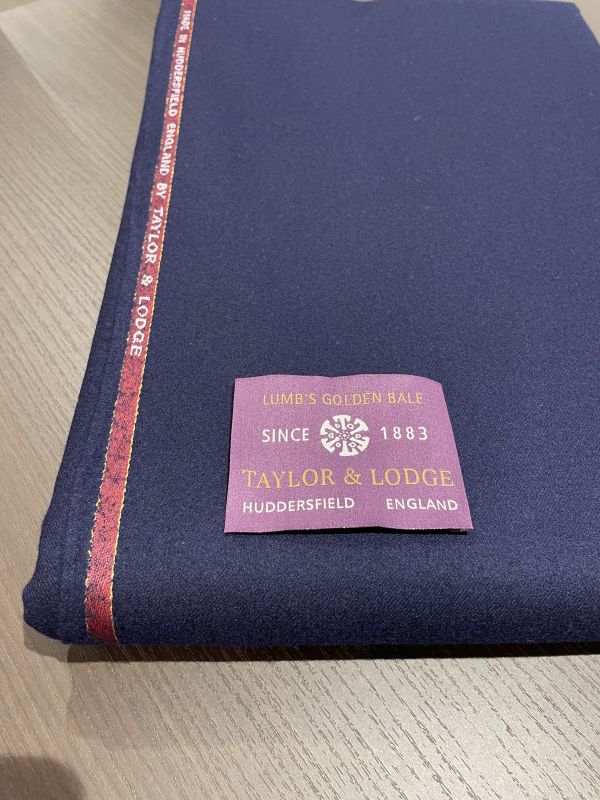 MADE IN HUDDERSFIELD ENGLAND BY TAYLOR & LODGE
LUMB'S GOLDEN BALE
SINCE 1883
TAYLOR & LODGE
HUDDERSFIELD ENGLAND